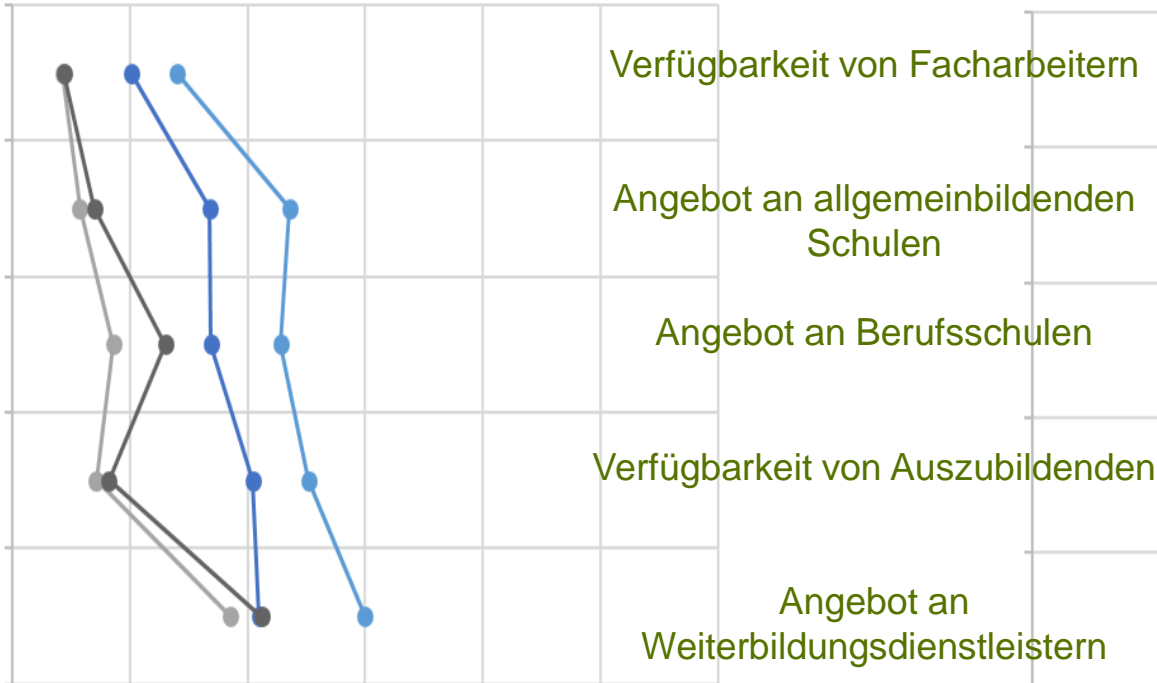 Verfügbarkeit von Facharbeitern
Angebot an allgemeinbildenden
Schulen
Angebot an Berufsschulen
Verfügbarkeit von Auszubildenden
Angebot an
Weiterbildungsdienstleistern